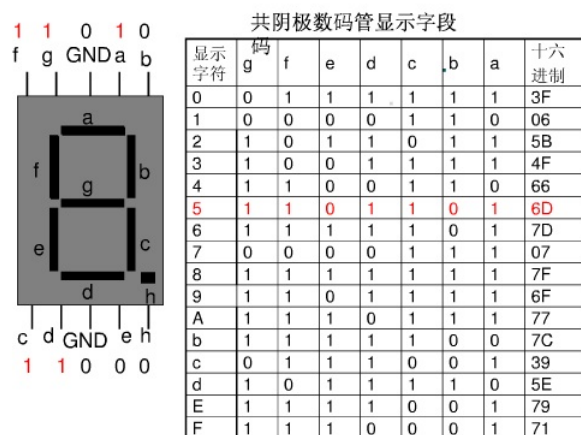 1 1 0 1 0
f g GND a b
a
f b
g
e c
d
h
c d GND e h
1 1 0 0 0
共阴极数码管显示字段
码
显示字符 g f e d c b a 十六进制
0 0 1 1 1 1 1 1 3F
1 0 0 0 0 1 1 0 06
2 1 0 1 1 0 1 1 5B
3 1 0 0 1 1 1 1 4F
4 1 1 0 0 1 1 0 66
5 1 1 0 1 1 0 1 6D
6 1 1 1 1 1 0 1 7D
7 0 0 0 0 1 1 1 07
8 1 1 1 1 1 1 1 7F
9 1 1 0 1 1 1 1 6F
A 1 1 1 0 1 1 1 77
b 1 1 1 1 1 0 0 7C
c 0 1 1 1 0 0 1 39
d 1 0 1 1 1 1 0 5E
E 1 1 1 1 0 0 1 79
F 1 1 1 0 0 0 1 71